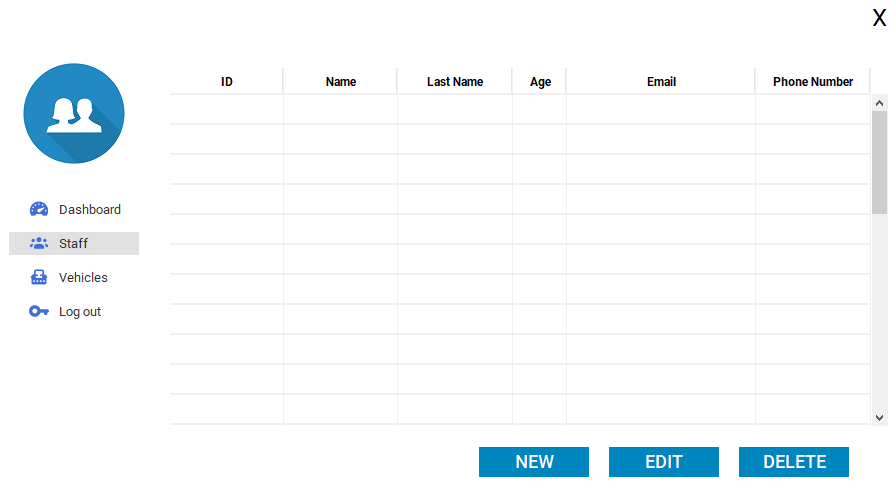 X
ID Name Last Name Age Email Phone Number
Dashboard
Staff
Vehicles
Log out
NEW EDIT DELETE